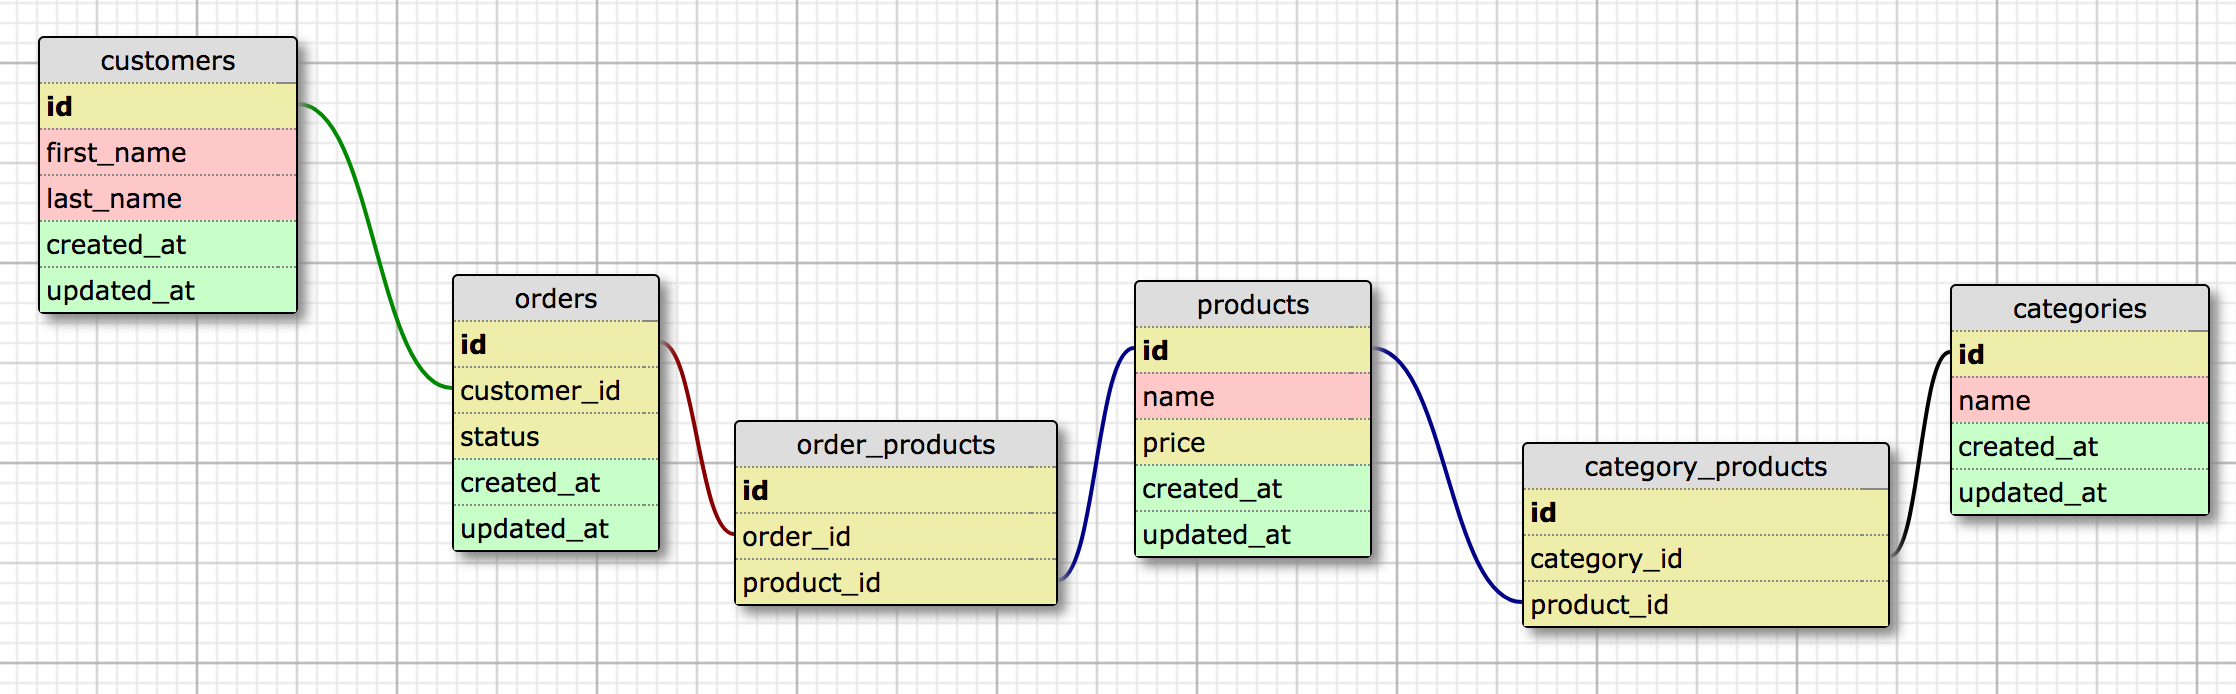 customers
id
first_name
last_name
created_at
updated_at
orders
id
customer_id
status
created_at
updated_at
order_products
id
order_id
product_id
products
id
name
price
created_at
updated_at
category_products
id
category_id
product_id
categories
id
name
created_at
updated_at